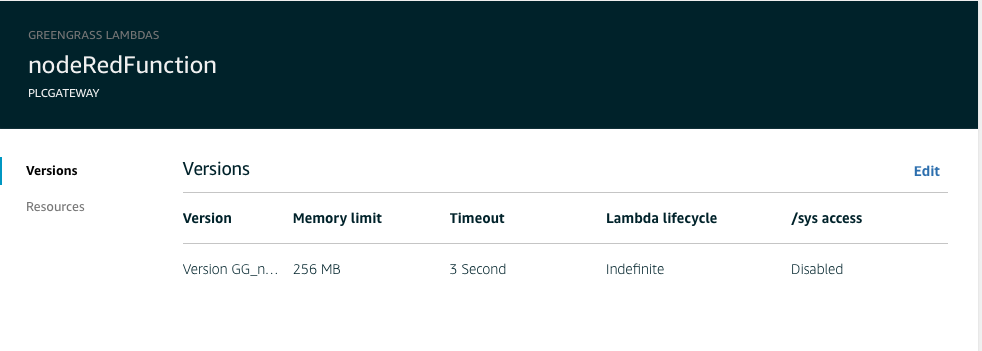 GREENGRASS LAMBDAS
nodeRedFunction
PLCGATEWAY
Versions
Resources
Versions
Edit
Version Memory limit Timeout Lambda lifecycle /sys access
Version GG_n... 256 MB 3 Second Indefinite Disabled